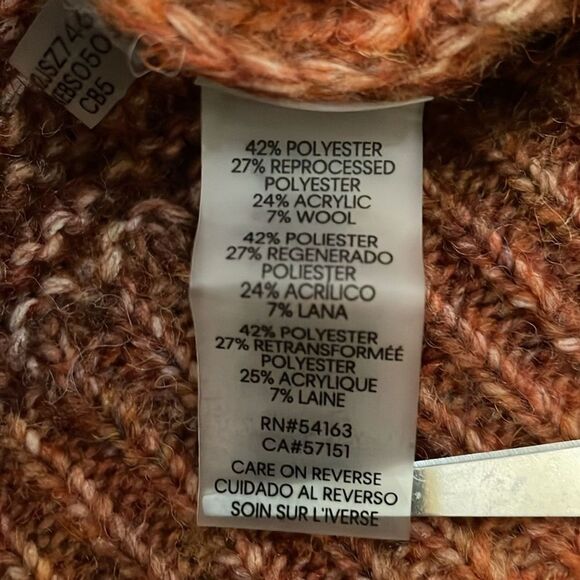 CB5
42% POLYESTER
27% REPROCESSED
POLYESTER
24% ACRYLIC
7% WOOL
42% POLIESTER
27% REGENERADO
POLIESTER
24% ACRÍLICO
7% LANA
42% POLYESTER
27% RETRANSFORMÉÉ
POLYESTER
25% ACRYLIQUE
7% LAINE
RN#54163
CA#57151
CARE ON REVERSE
CUIDADO AL REVERSO
SOIN SUR L'IVERSE